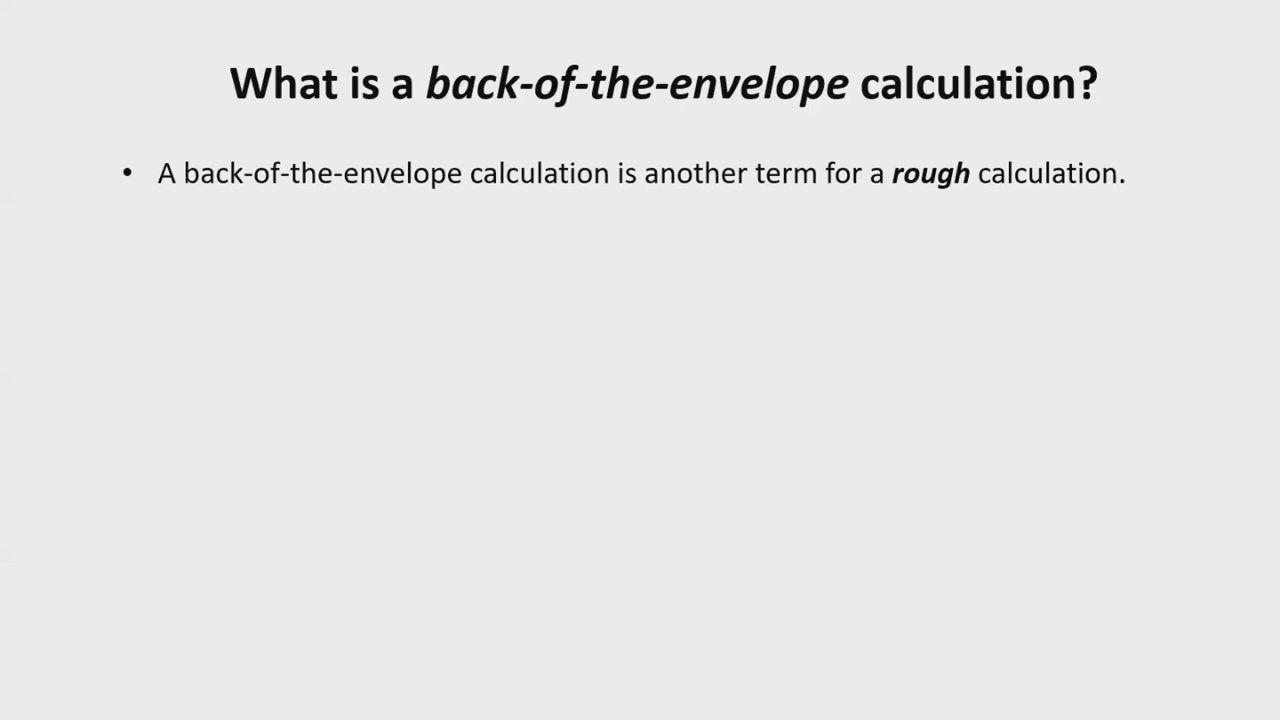 What is a back-of-the-envelope calculation?
• A back-of-the-envelope calculation is another term for a rough calculation.